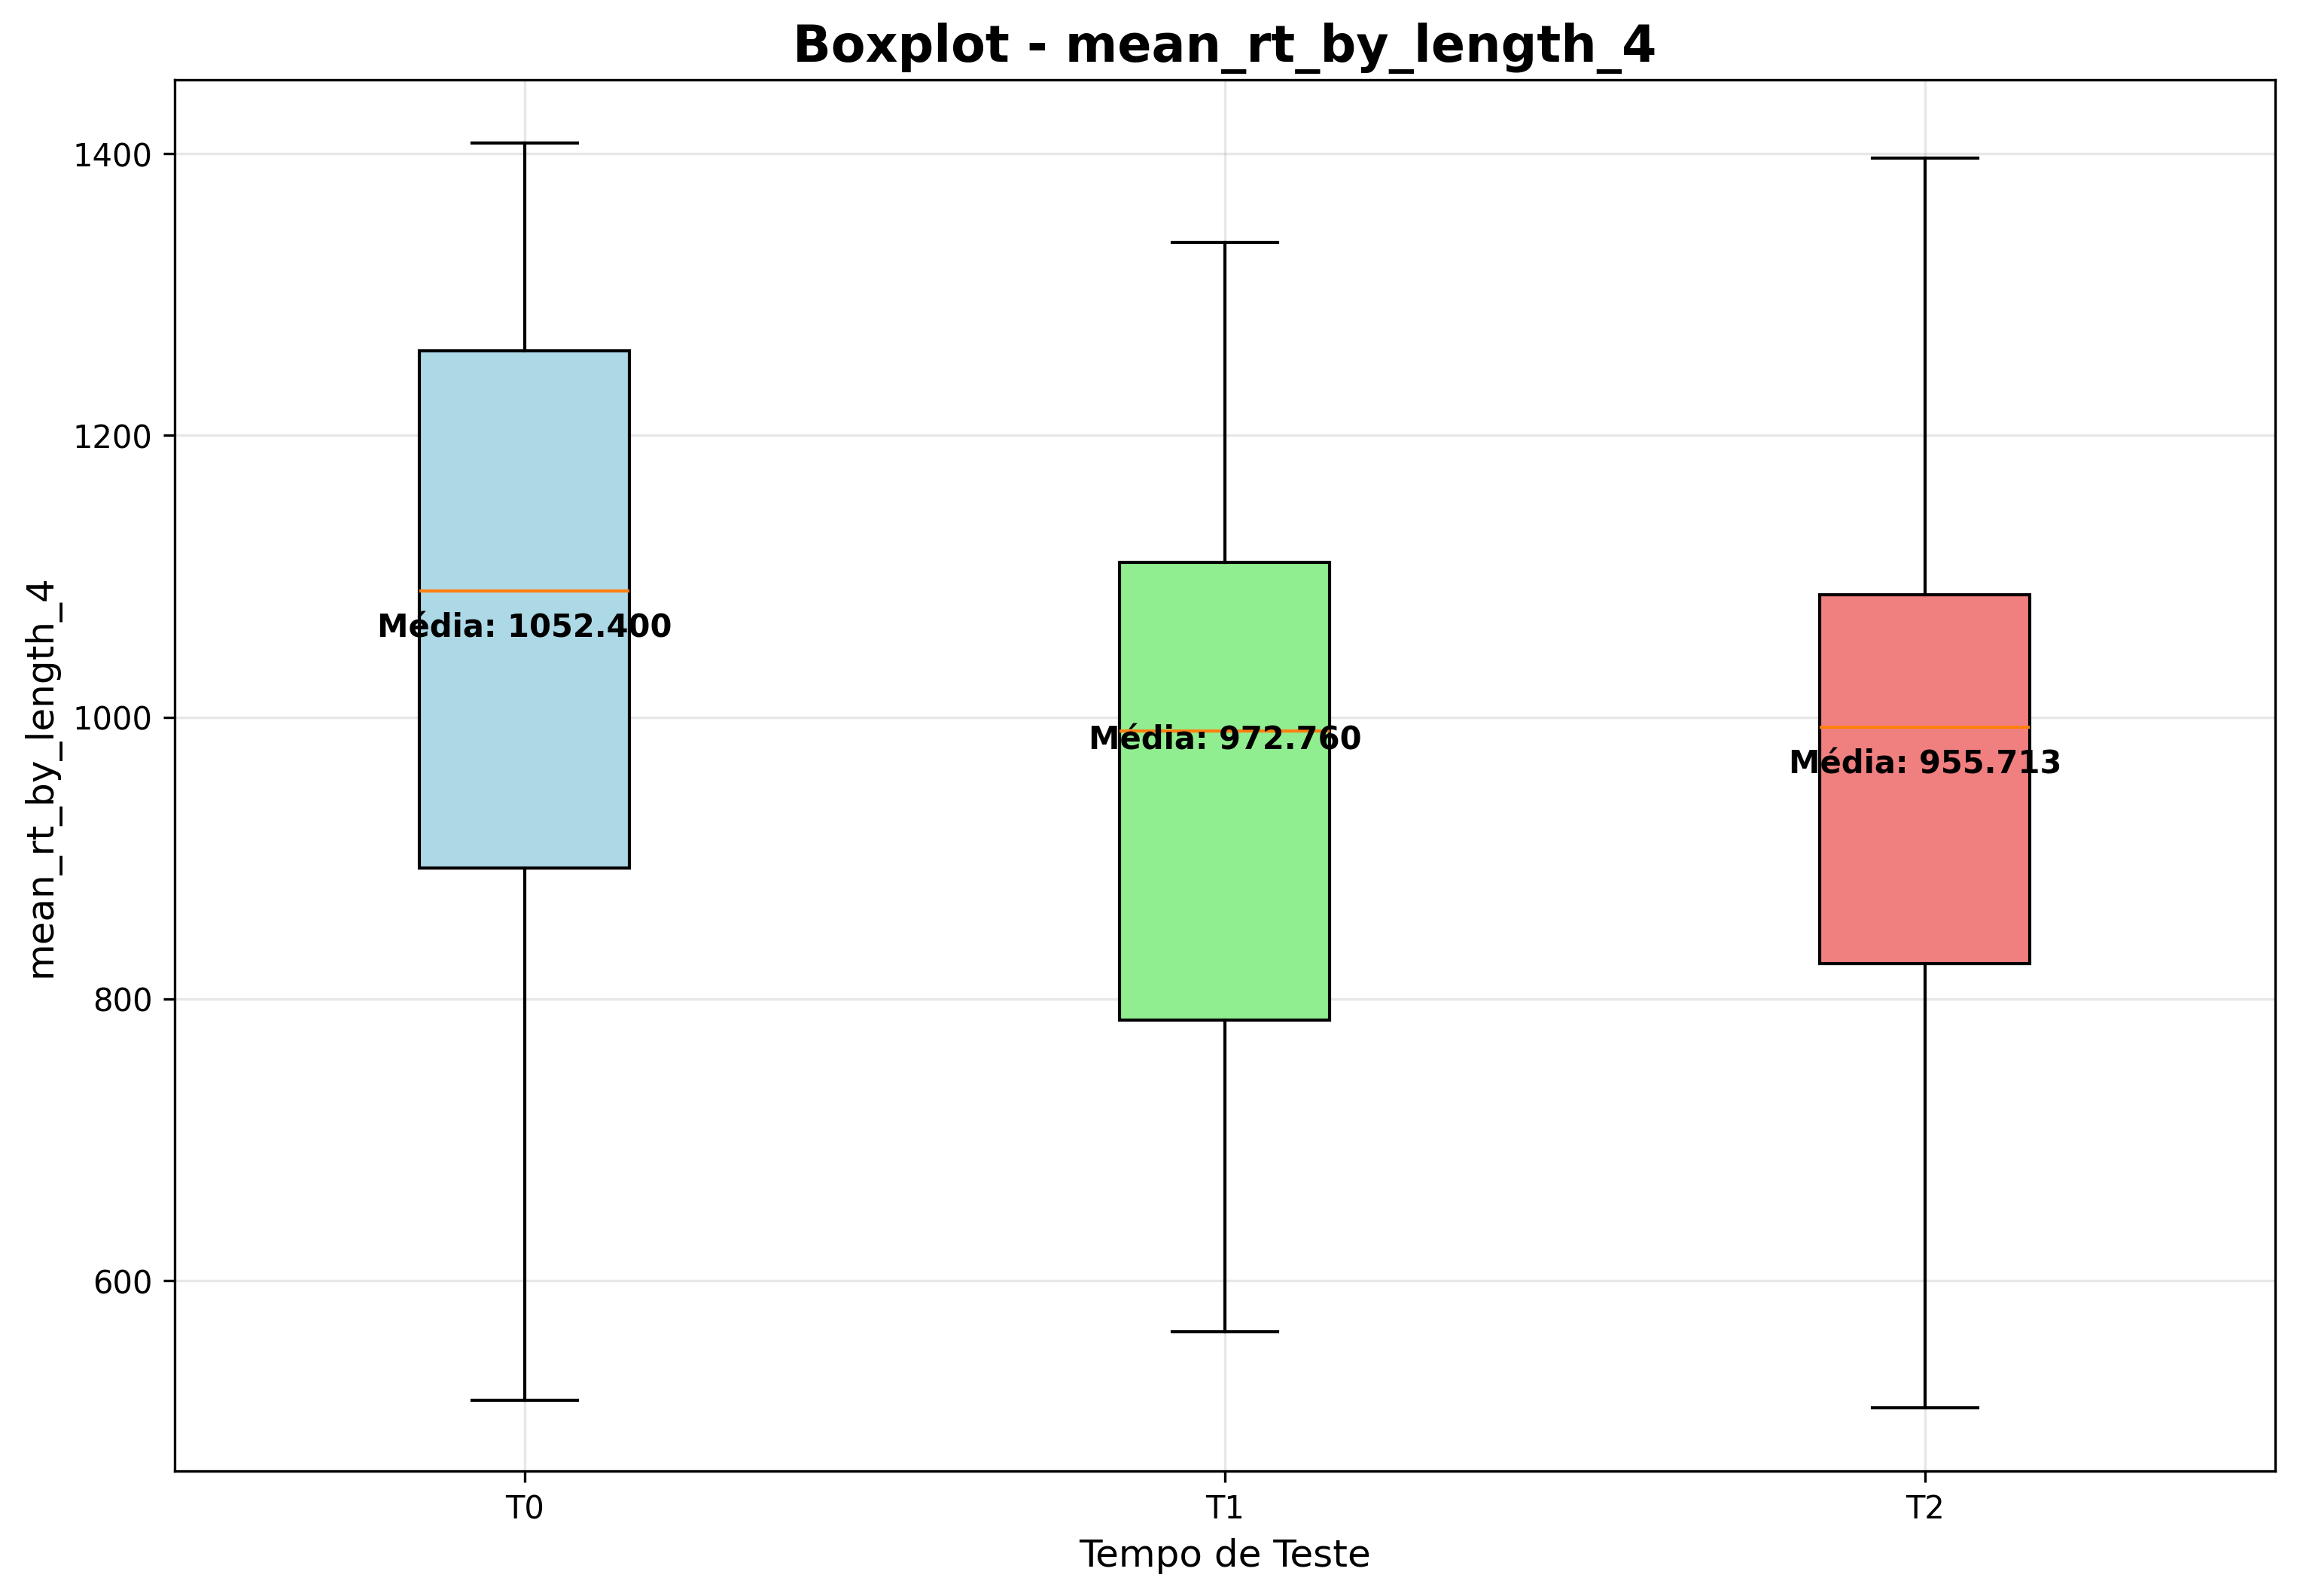 Boxplot - mean_rt_by_length_4
mean_rt_by_length_4
1400
1200
1000
800
600
Média: 1052.400
Média: 972.760
Média: 955.713
T0
T1
T2
Tempo de Teste